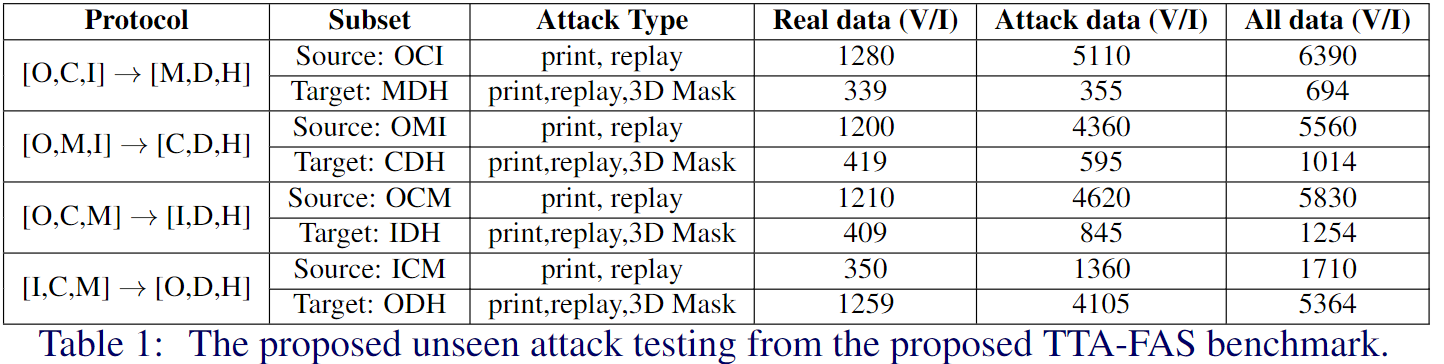 Protocol Subset Attack Type Real data (V/I) Attack data (V/I) All data (V/I)
[O,C,I] → [M,D,H] Source: OCI print, replay 1280 5110 6390
Target: MDH print,replay,3D Mask 339 355 694
[O,M,I] → [C,D,H] Source: OMI print, replay 1200 4360 5560
Target: CDH print,replay,3D Mask 419 595 1014
[O,C,M] → [I,D,H] Source: OCM print, replay 1210 4620 5830
Target: IDH print,replay,3D Mask 409 845 1254
[I,C,M] → [O,D,H] Source: ICM print, replay 350 1360 1710
Target: ODH print,replay,3D Mask 1259 4105 5364
Table 1: The proposed unseen attack testing from the proposed TTA-FAS benchmark.